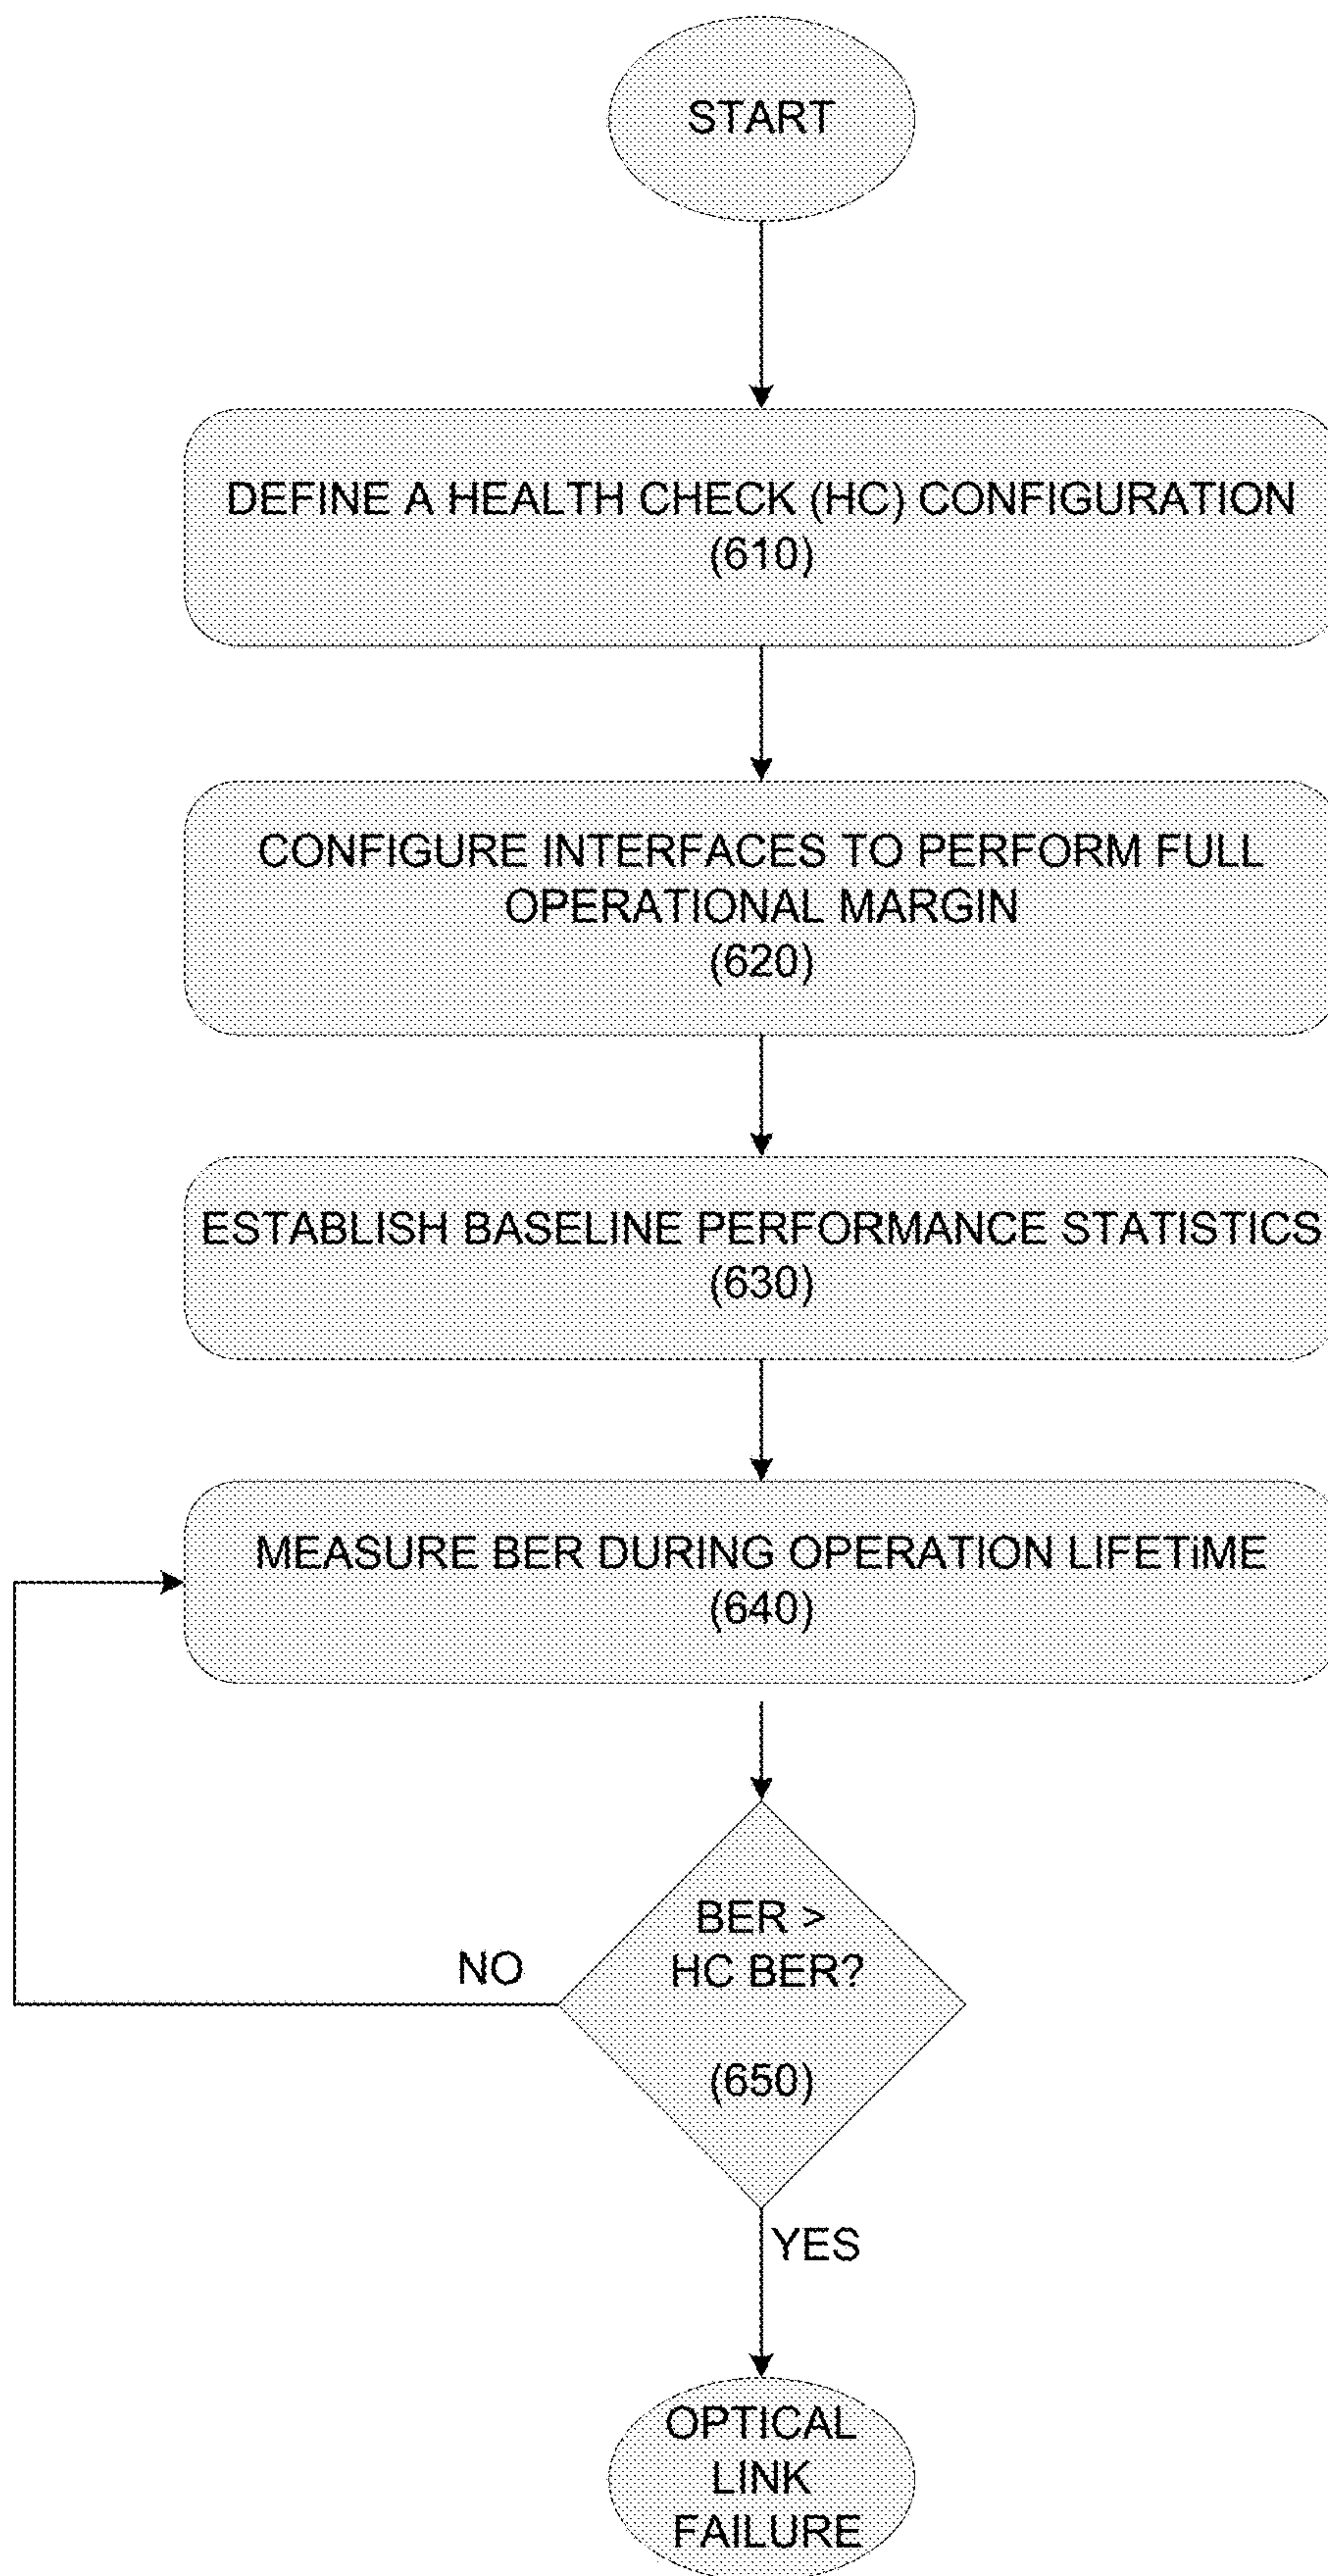 START
DEFINE A HEALTH CHECK (HC) CONFIGURATION
(610)
CONFIGURE INTERFACES TO PERFORM FULL
OPERATIONAL MARGIN
(620)
ESTABLISH BASELINE PERFORMANCE STATISTICS
(630)
MEASURE BER DURING OPERATION LIFETiME
(640)
BER >
HC BER?
(650)
NO
YES
OPTICAL
LINK
FAILURE